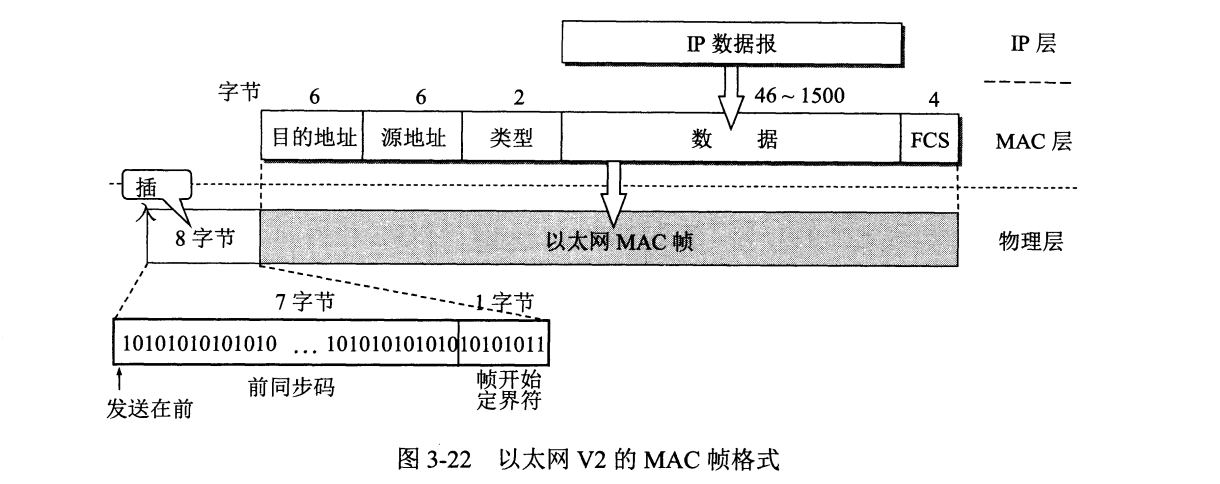 IP 数据报
IP 层
字节
6
6
2
46~1500
4
目的地址
源地址
类型
数 据
FCS
MAC 层
插入
8 字节
以太网 MAC 帧
物理层
7 字节
1 字节
10101010101010 … 101010101010
10101011
前同步码
帧开始
定界符
发送在前
图 3-22 以太网 V2 的 MAC 帧格式